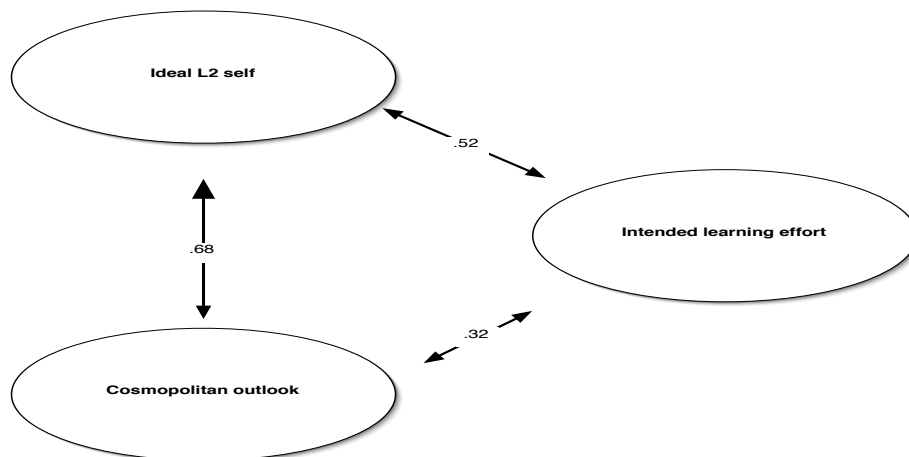 Ideal L2 self
.52
Intended learning effort
.68
.32
Cosmopolitan outlook